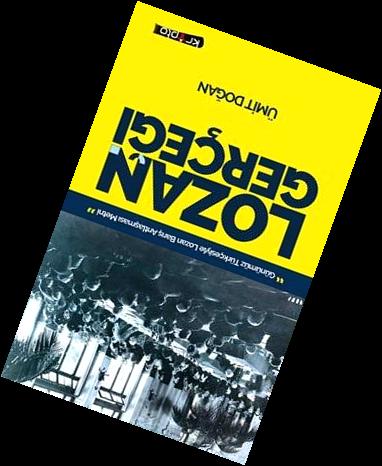 “Günümüz Türkçesiyle Lozan Barış Antlaşması Metni”
LOZAN
GERÇEĞİ
ÜMİT DOĞAN
kripto